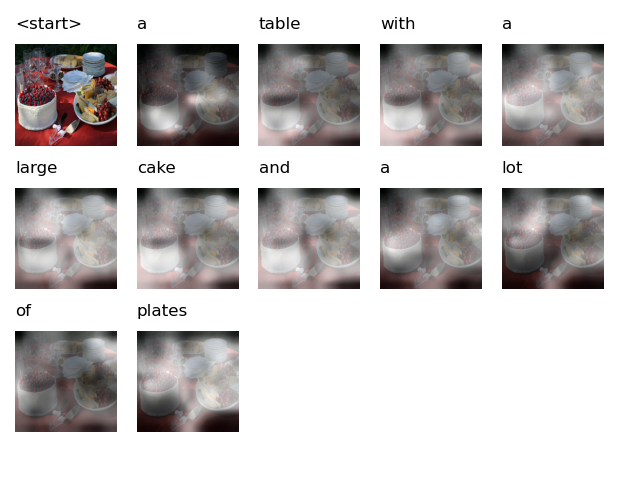 <start> a table with a
large cake and a lot
of plates